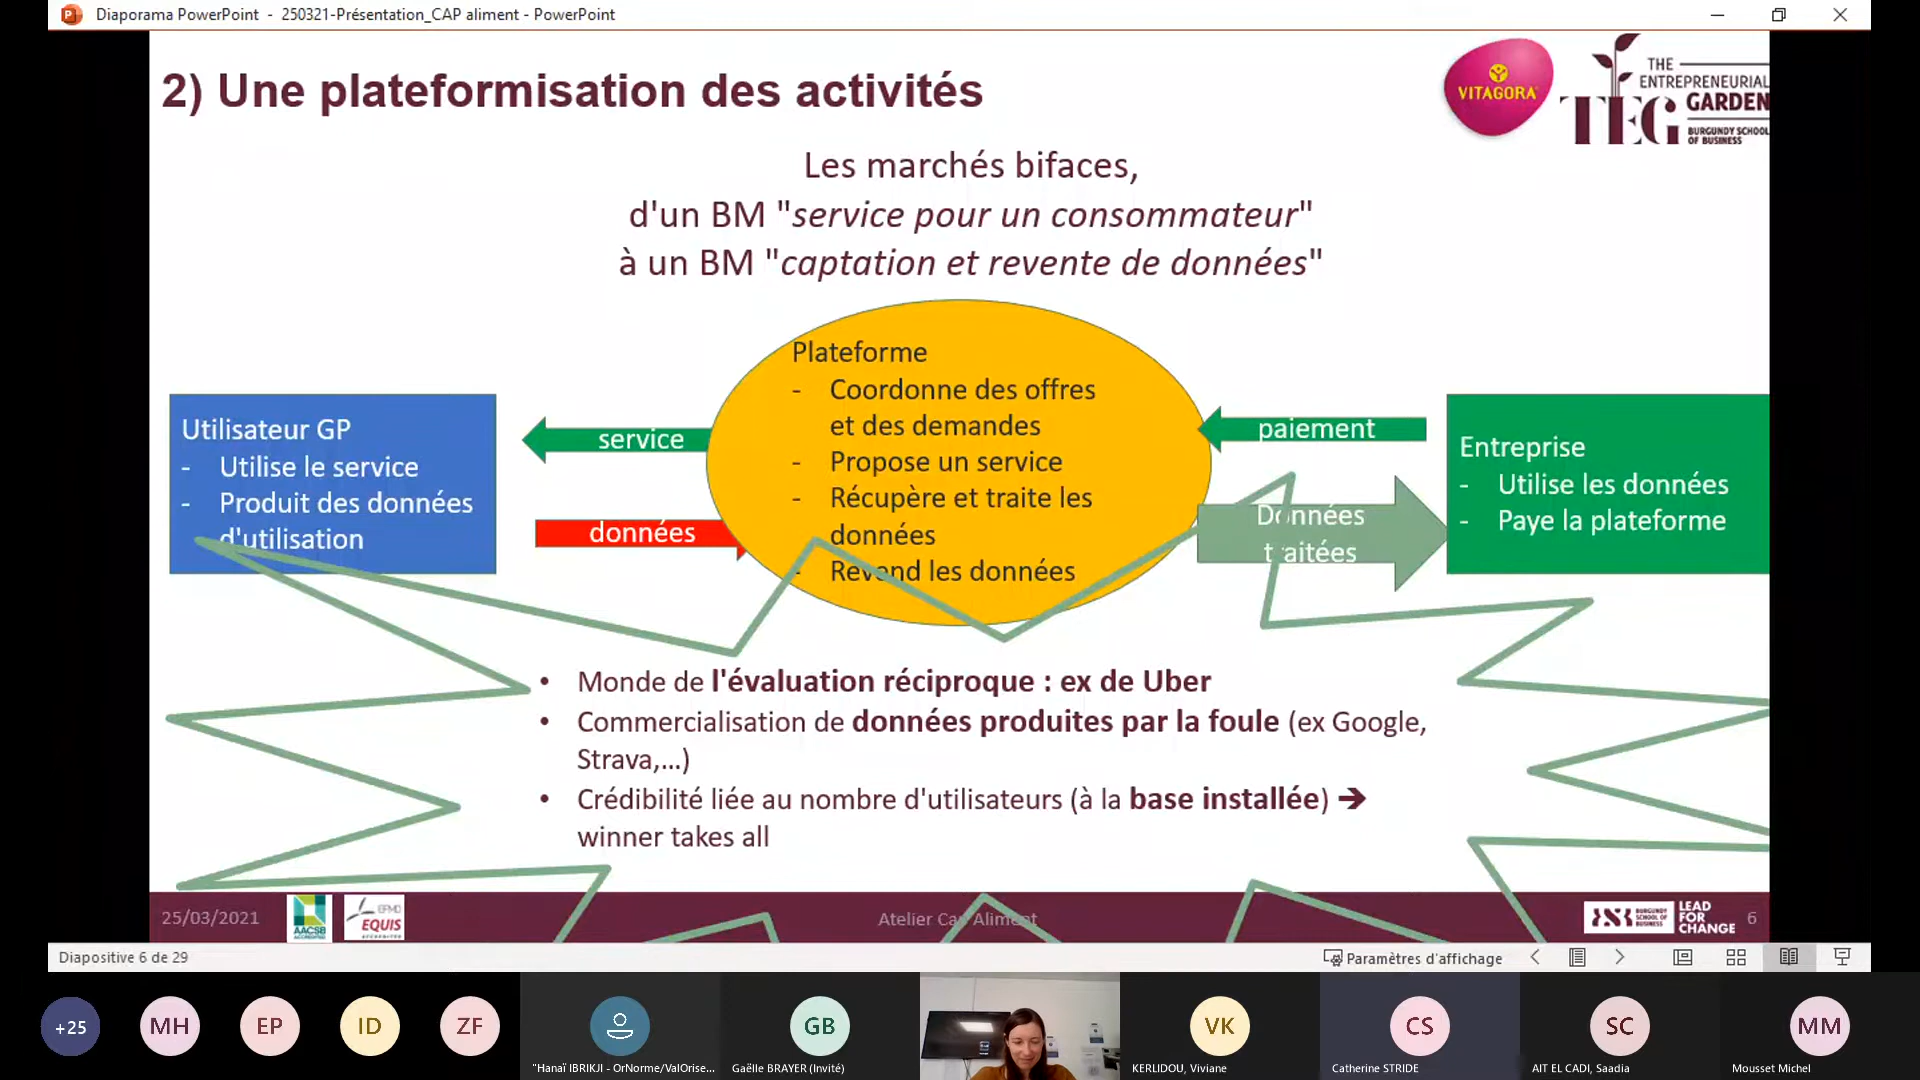 Diaporama PowerPoint - 250321-Présentation_CAP aliment - PowerPoint
2) Une plateformisation des activités
VITAGORA
THE
ENTREPRENEURIAL
TEG GARDEN
BURGUNDY SCHOOL
OF BUSINESS
Les marchés bifaces,
d'un BM "service pour un consommateur"
à un BM "captation et revente de données"
Utilisateur GP
- Utilise le service
- Produit des données
d'utilisation
service
données
Plateforme
- Coordonne des offres
et des demandes
- Propose un service
- Récupère et traite les
données
- Revend les données
paiement
Données
traitées
Entreprise
- Utilise les données
- Paye la plateforme
• Monde de l'évaluation réciproque : ex de Uber
• Commercialisation de données produites par la foule (ex Google,
Strava,...)
• Crédibilité liée au nombre d'utilisateurs (à la base installée) ➔
winner takes all
25/03/2021
AACSB
ACCREDITED
EFMD
EQUIS
ACCREDITED
Atelier Cap Aliment
BSB
BURGUNDY
SCHOOL OF
BUSINESS
LEAD
FOR
CHANGE
6
Diapositive 6 de 29
Paramètres d'affichage
+25
MH
EP
ID
ZF
"Hanaï IBRIKJI - OrNorme/ValOrise...
GB
Gaëlle BRAYER (Invité)
VK
KERLIDOU, Viviane
CS
Catherine STRIDE
SC
AIT EL CADI, Saadia
MM
Mousset Michel